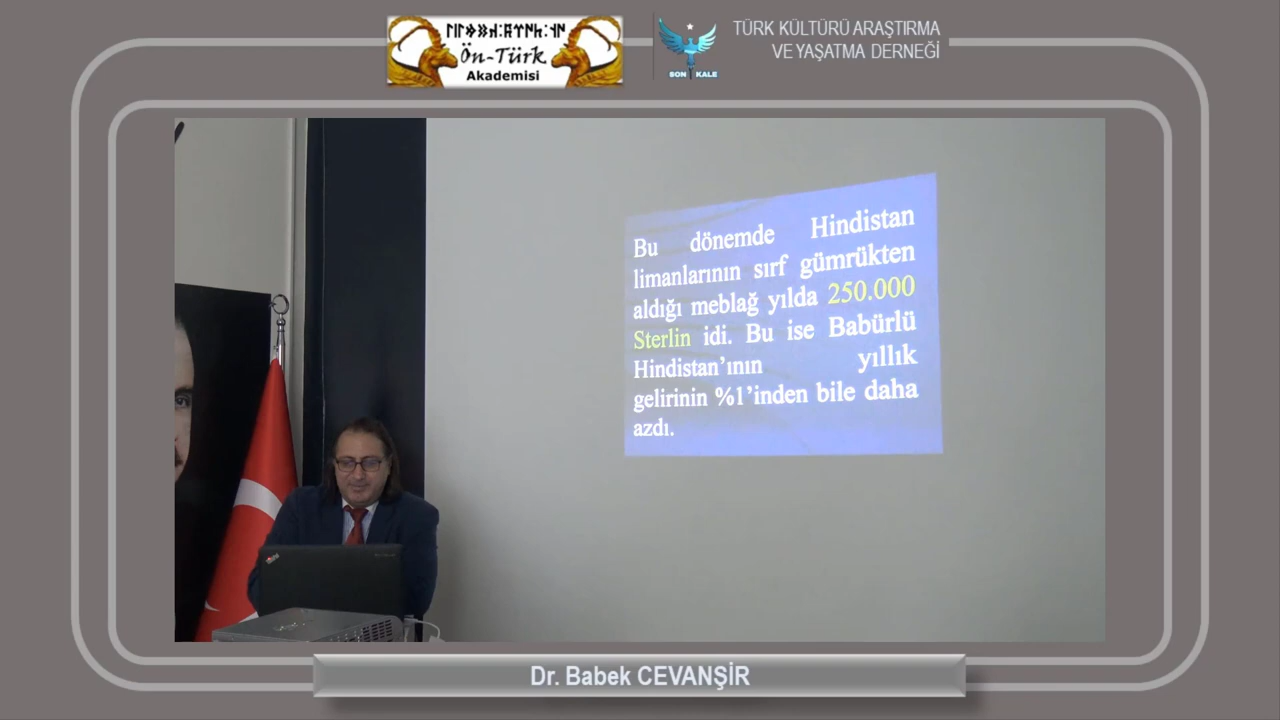 Ön-Türk
Akademisi
SON KALE
TÜRK KÜLTÜRÜ ARAŞTIRMA
VE YAŞATMA DERNEĞİ
Bu dönemde Hindistan
limanlarının sırf gümrükten
aldığı meblağ yılda 250.000
Sterlin idi. Bu ise Babürlü
Hindistan'ının yıllık
gelirinin %1'inden bile daha
azdı.
Dr. Babek CEVANŞİR